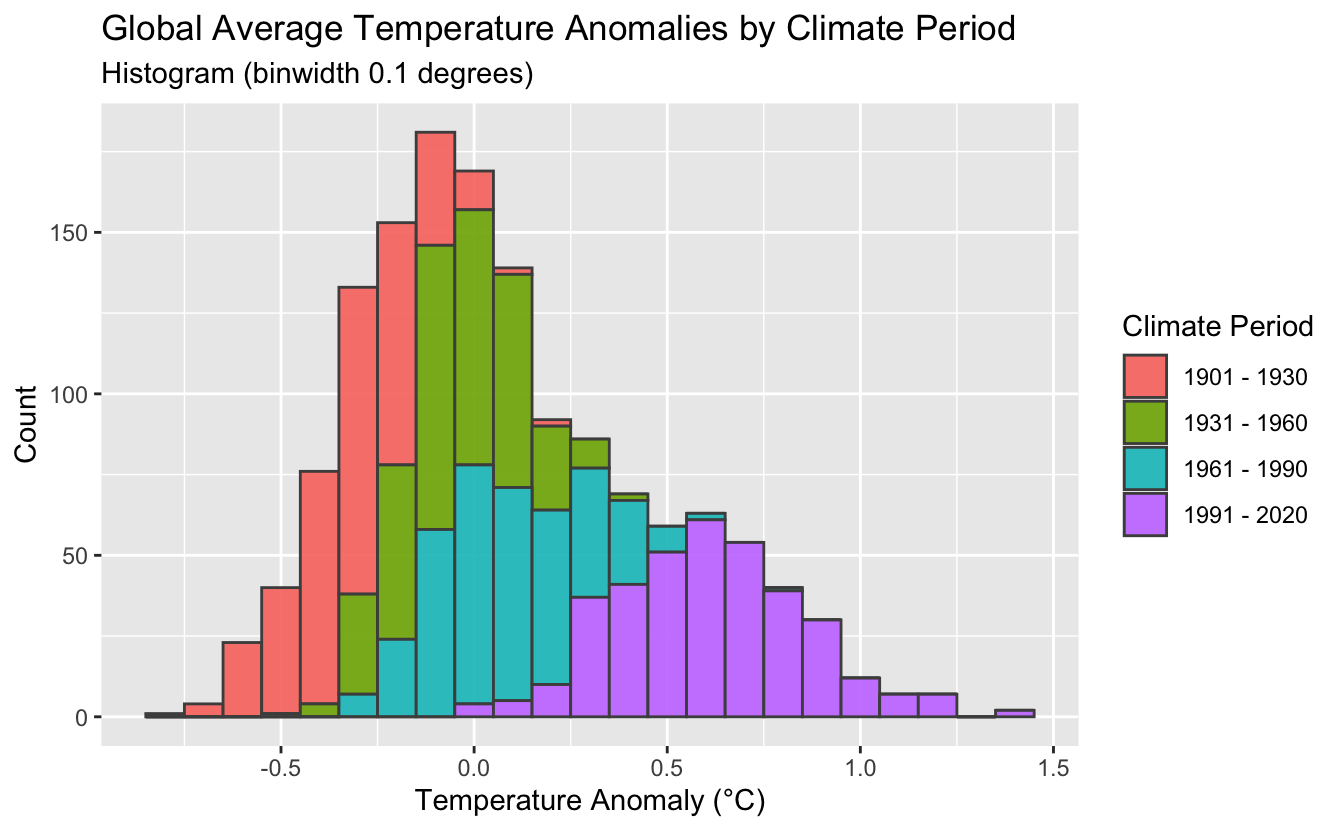 Global Average Temperature Anomalies by Climate Period
Histogram (binwidth 0.1 degrees)
Count
150
100
50
0
-0.5
0.0
0.5
1.0
1.5
Temperature Anomaly (°C)
Climate Period
1901 - 1930
1931 - 1960
1961 - 1990
1991 - 2020